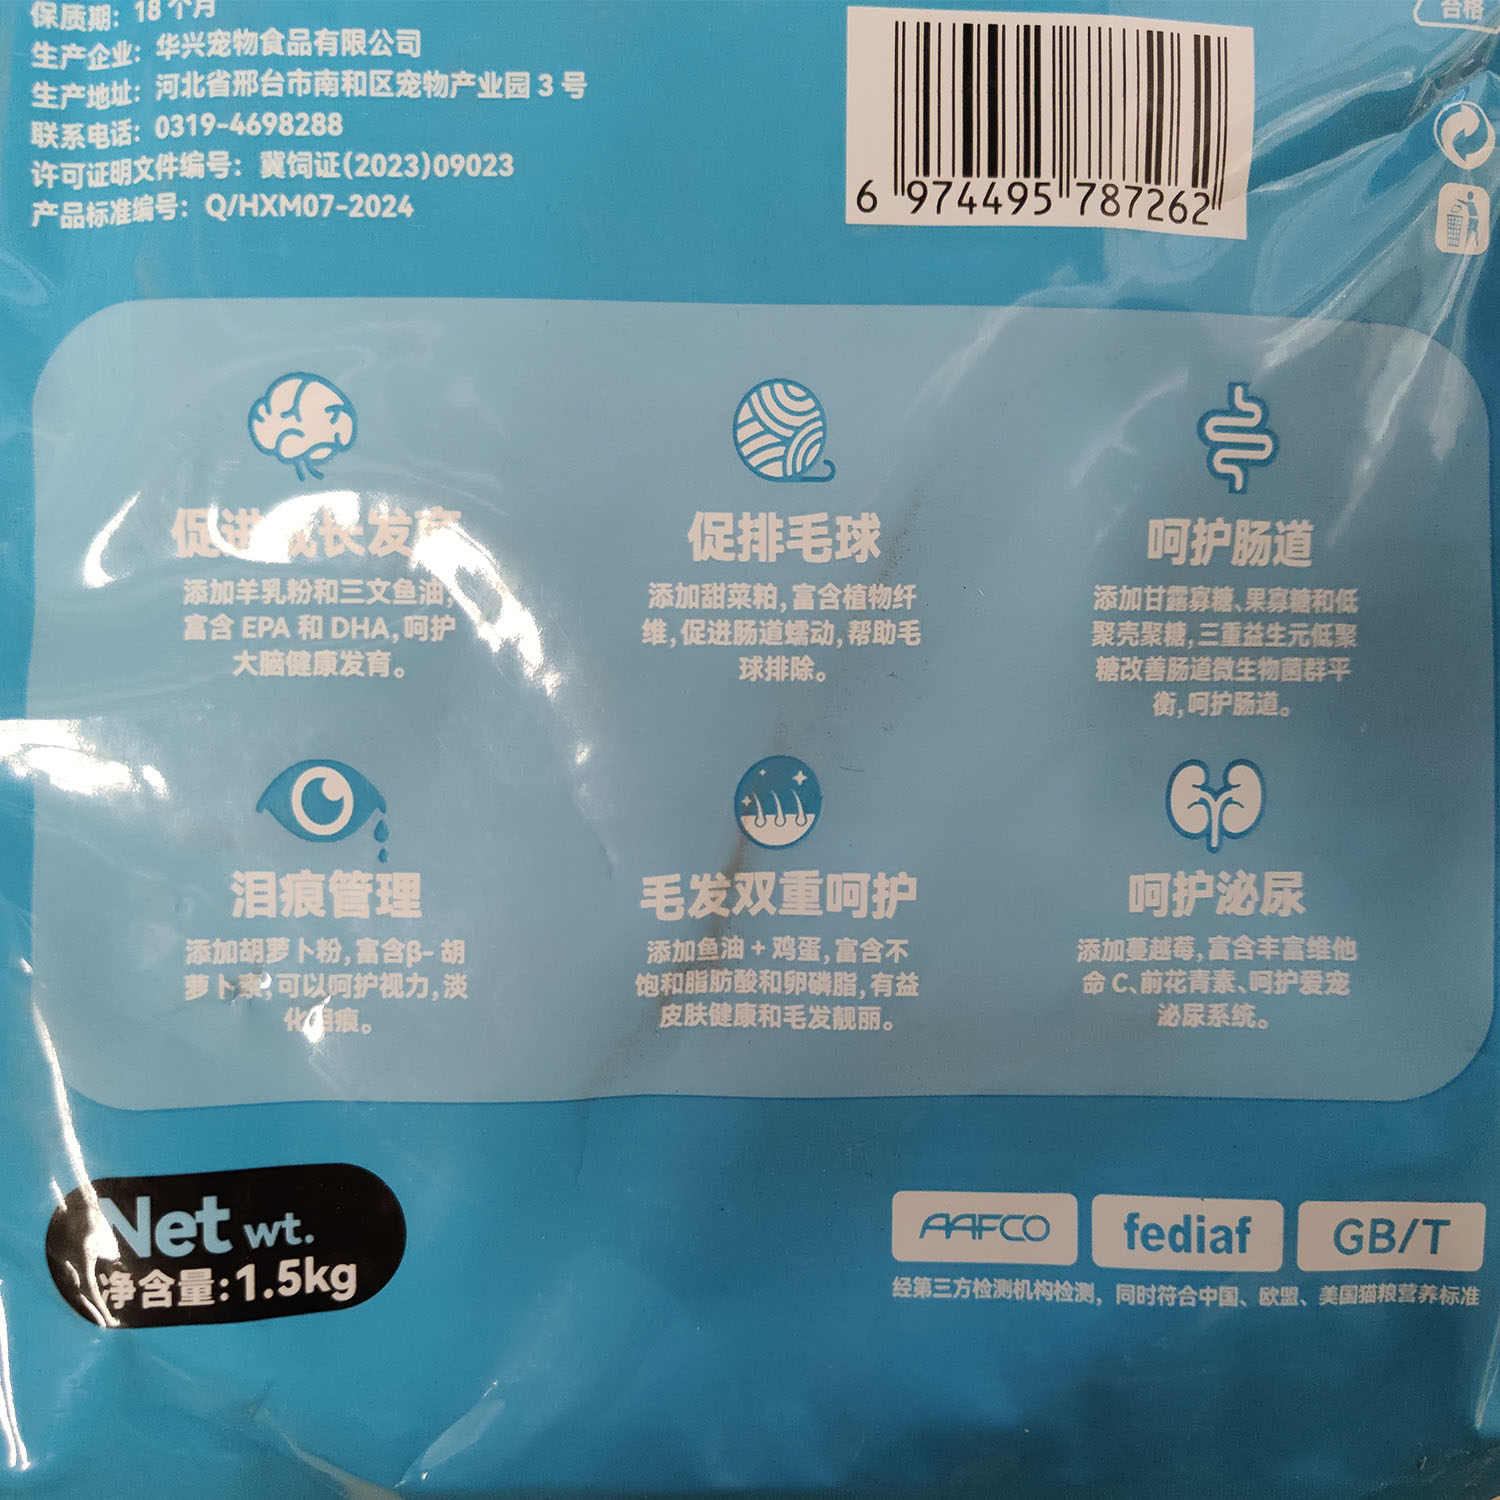 保质期：18个月
生产企业：华兴宠物食品有限公司
生产地址：河北省邢台市南和区宠物产业园3号
联系电话：0319-4698288
许可证明文件编号：冀饲证(2023)09023
产品标准编号：Q/HXM07-2024
合格
6 974495 787262
促进成长发育
添加羊乳粉和三文鱼油，
富含EPA和DHA，呵护
大脑健康发育。
促排毛球
添加甜菜粕，富含植物纤
维，促进肠道蠕动，帮助毛
球排除。
呵护肠道
添加甘露寡糖、果寡糖和低
聚壳聚糖，三重益生元低聚
糖改善肠道微生物菌群平
衡，呵护肠道。
泪痕管理
添加胡萝卜粉，富含β-胡
萝卜素，可以呵护视力，淡
化泪痕。
毛发双重呵护
添加鱼油+鸡蛋，富含不
饱和脂肪酸和卵磷脂，有益
皮肤健康和毛发靓丽。
呵护泌尿
添加蔓越莓，富含丰富维他
命C、前花青素、呵护爱宠
泌尿系统。
Net wt.
净含量：1.5kg
AAFCO
fediaf
GB/T
经第三方检测机构检测，同时符合中国、欧盟、美国猫粮营养标准